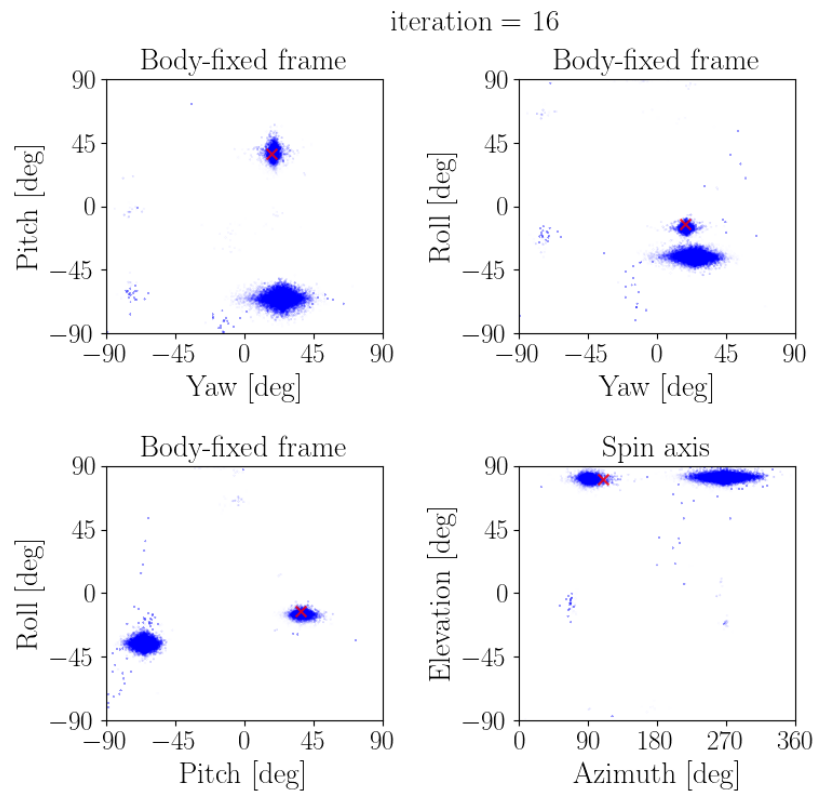 iteration = 16
Body-fixed frame
90
45
0
−45
−90
Pitch [deg]
−90 −45 0 45 90
Yaw [deg]
Body-fixed frame
90
45
0
−45
−90
Roll [deg]
−90 −45 0 45 90
Yaw [deg]
Body-fixed frame
90
45
0
−45
−90
Roll [deg]
−90 −45 0 45 90
Pitch [deg]
Spin axis
90
45
0
−45
−90
Elevation [deg]
0 90 180 270 360
Azimuth [deg]